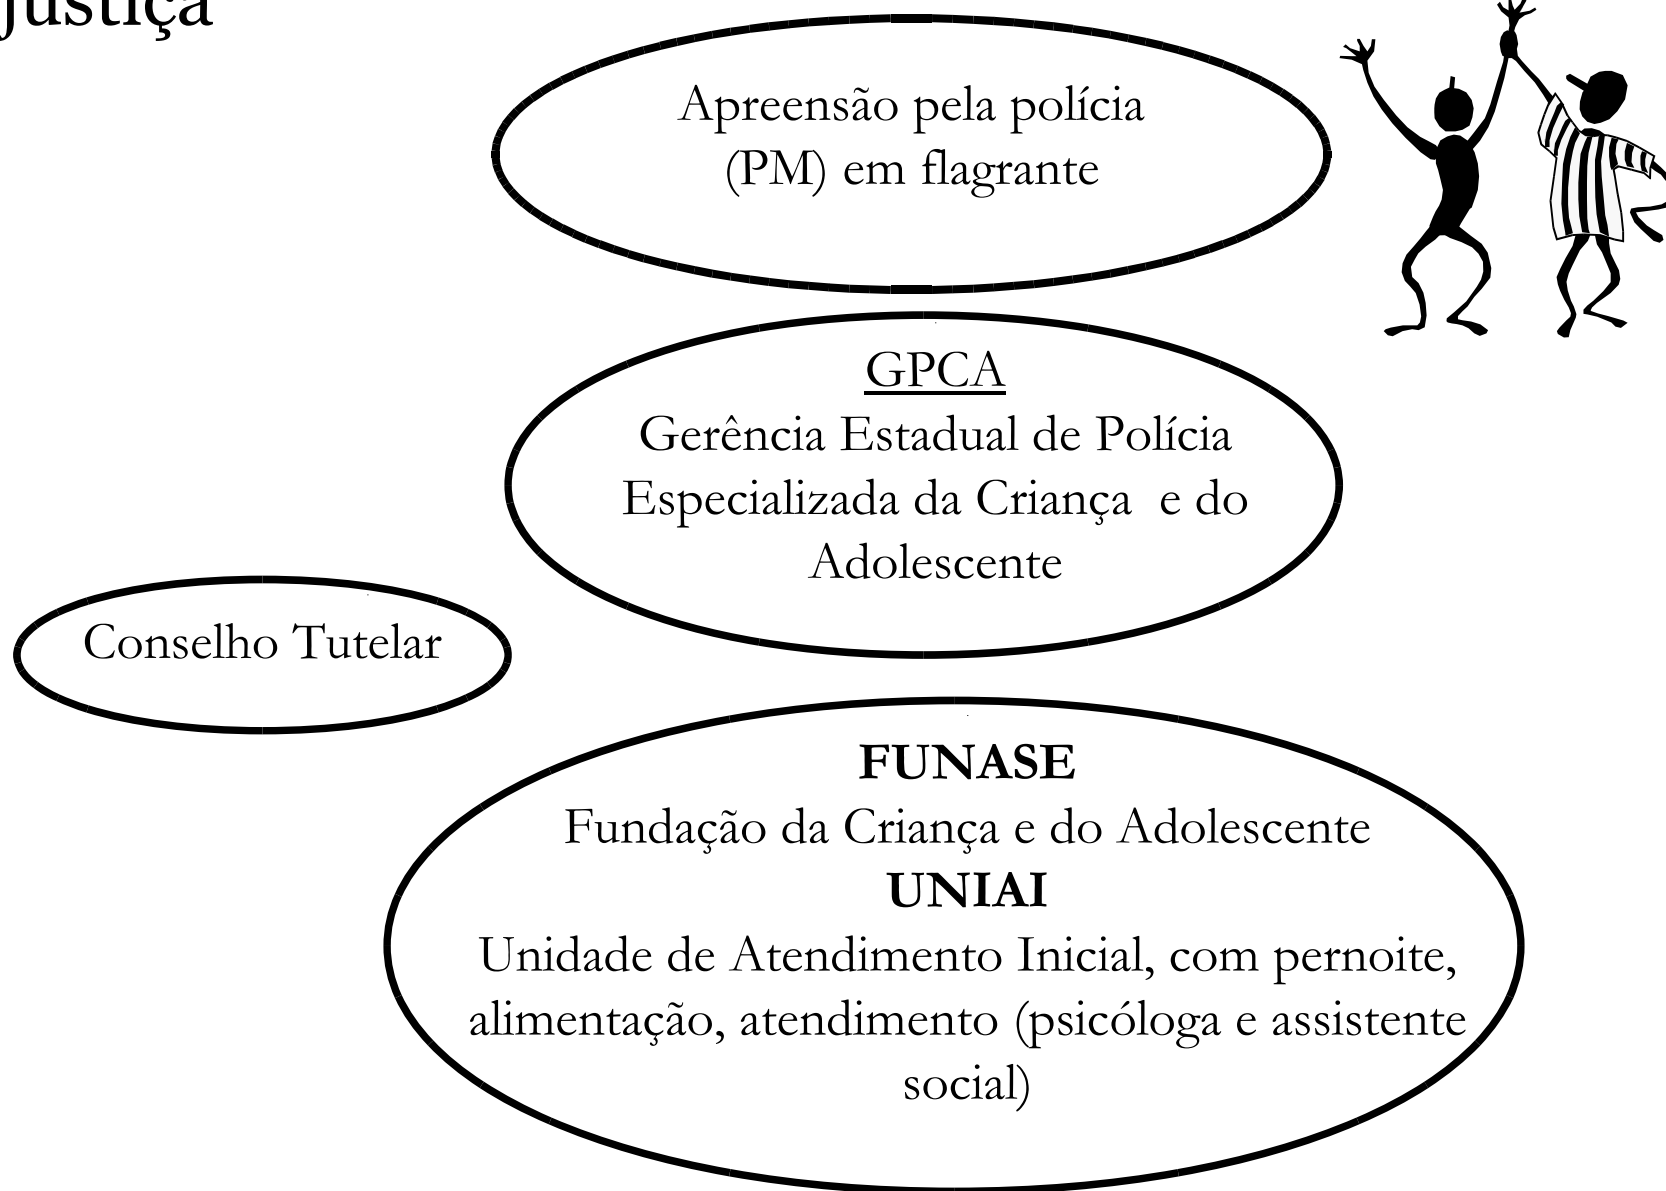 justiça
Apreensão pela polícia
(PM) em flagrante
GPCA
Gerência Estadual de Polícia
Especializada da Criança e do
Adolescente
Conselho Tutelar
FUNASE
Fundação da Criança e do Adolescente
UNIAI
Unidade de Atendimento Inicial, com pernoite,
alimentação, atendimento (psicóloga e assistente
social)